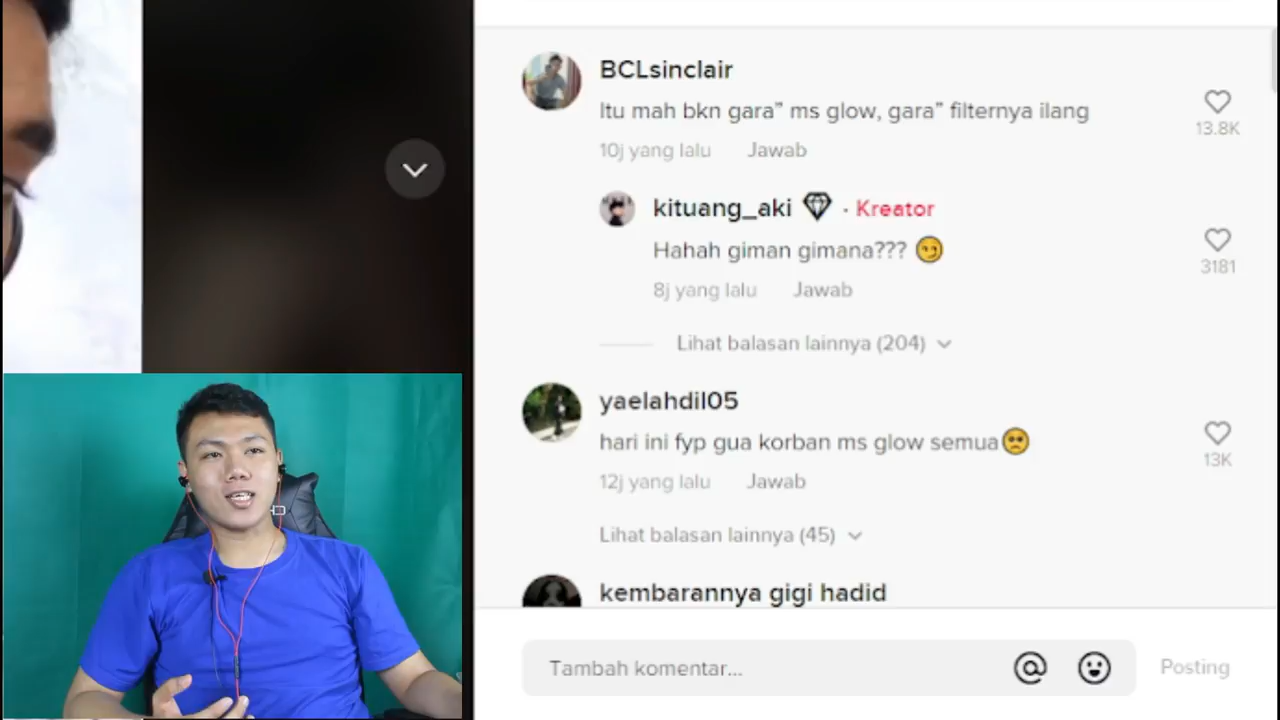 BCLsinclair
Itu mah bkn gara” ms glow, gara” filternya ilang
13.8K
10j yang lalu Jawab
kituang_aki · Kreator
Hahah giman gimana??? 😏
3181
8j yang lalu Jawab
Lihat balasan lainnya (204)
yaelahdil05
hari ini fyp gua korban ms glow semua🥺
13K
12j yang lalu Jawab
Lihat balasan lainnya (45)
kembarannya gigi hadid
Tambah komentar... @ Posting